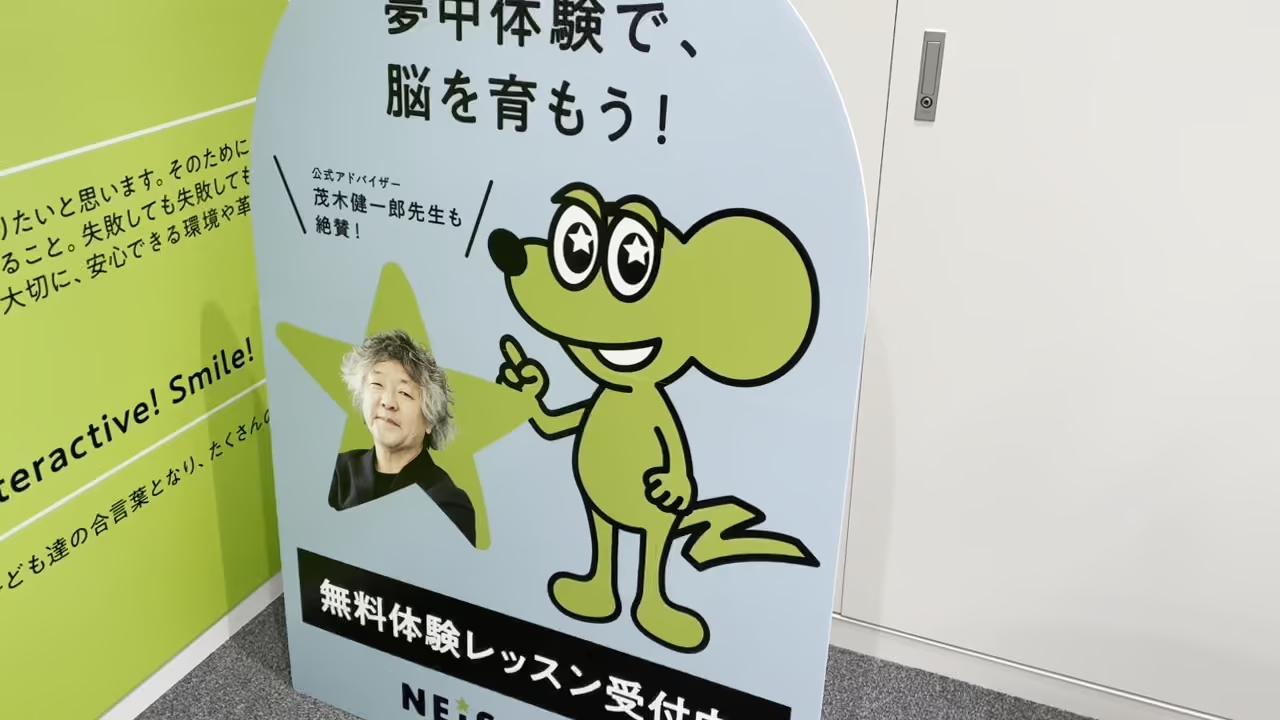 夢中体験で、
脳を育もう!
公式アドバイザー
茂木健一郎先生も
絶賛!
無料体験レッスン受付中
NEiS
りたいと思います。そのために
ること。失敗しても失敗しても
大切に、安心できる環境や革
teractive! Smile!
ども達の合言葉となり、たくさんの